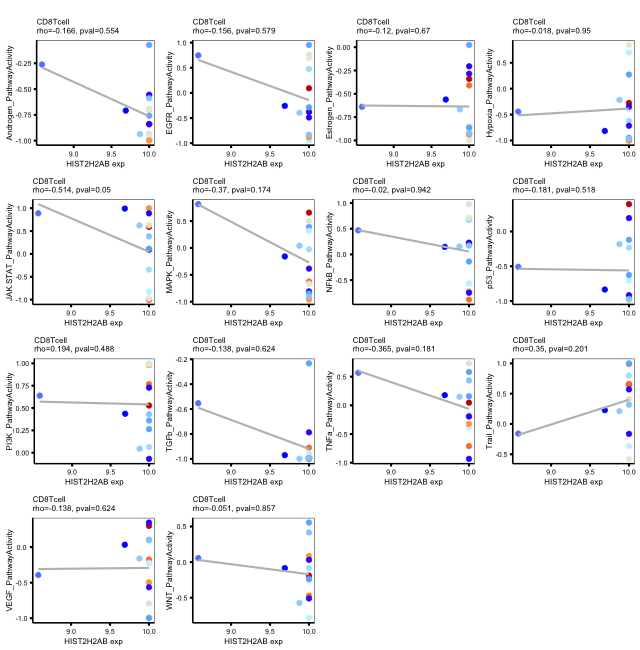 CD8Tcell
rho=-0.166, pval=0.554
Androgen_PathwayActivity
0.0
-0.25
-0.50
-0.75
-1.00
9.0
9.5
10.0
HIST2H2AB exp
CD8Tcell
rho=-0.156, pval=0.579
EGFR_PathwayActivity
1.0
0.5
0.0
-0.5
-1.0
9.0
9.5
10.0
HIST2H2AB exp
CD8Tcell
rho=-0.12, pval=0.67
Estrogen_PathwayActivity
0.00
-0.25
-0.50
-0.75
-1.00
9.0
9.5
10.0
HIST2H2AB exp
CD8Tcell
rho=-0.018, pval=0.95
Hypoxia_PathwayActivity
0.5
0.0
-0.5
-1.0
9.0
9.5
10.0
HIST2H2AB exp
CD8Tcell
rho=-0.514, pval=0.05
JAK-STAT_PathwayActivity
1.0
0.5
0.0
-0.5
-1.0
9.0
9.5
10.0
HIST2H2AB exp
CD8Tcell
rho=-0.37, pval=0.174
MAPK_PathwayActivity
0.5
0.0
-0.5
-1.0
9.0
9.5
10.0
HIST2H2AB exp
CD8Tcell
rho=-0.02, pval=0.942
NFkB_PathwayActivity
1.0
0.5
0.0
-0.5
9.0
9.5
10.0
HIST2H2AB exp
CD8Tcell
rho=-0.181, pval=0.518
p53_PathwayActivity
0.0
-0.5
-1.0
9.0
9.5
10.0
HIST2H2AB exp
CD8Tcell
rho=0.194, pval=0.488
PI3K_PathwayActivity
1.00
0.75
0.50
0.25
0.00
9.0
9.5
10.0
HIST2H2AB exp
CD8Tcell
rho=-0.138, pval=0.624
TGFb_PathwayActivity
-0.2
-0.4
-0.6
-0.8
-1.0
9.0
9.5
10.0
HIST2H2AB exp
CD8Tcell
rho=-0.365, pval=0.181
TNFa_PathwayActivity
0.5
0.0
-0.5
-1.0
9.0
9.5
10.0
HIST2H2AB exp
CD8Tcell
rho=0.35, pval=0.201
Trail_PathwayActivity
1.0
0.5
0.0
-0.5
9.0
9.5
10.0
HIST2H2AB exp
CD8Tcell
rho=-0.138, pval=0.624
VEGF_PathwayActivity
0.0
-0.5
-1.0
9.0
9.5
10.0
HIST2H2AB exp
CD8Tcell
rho=-0.051, pval=0.857
WNT_PathwayActivity
0.5
0.0
-0.5
9.0
9.5
10.0
HIST2H2AB exp